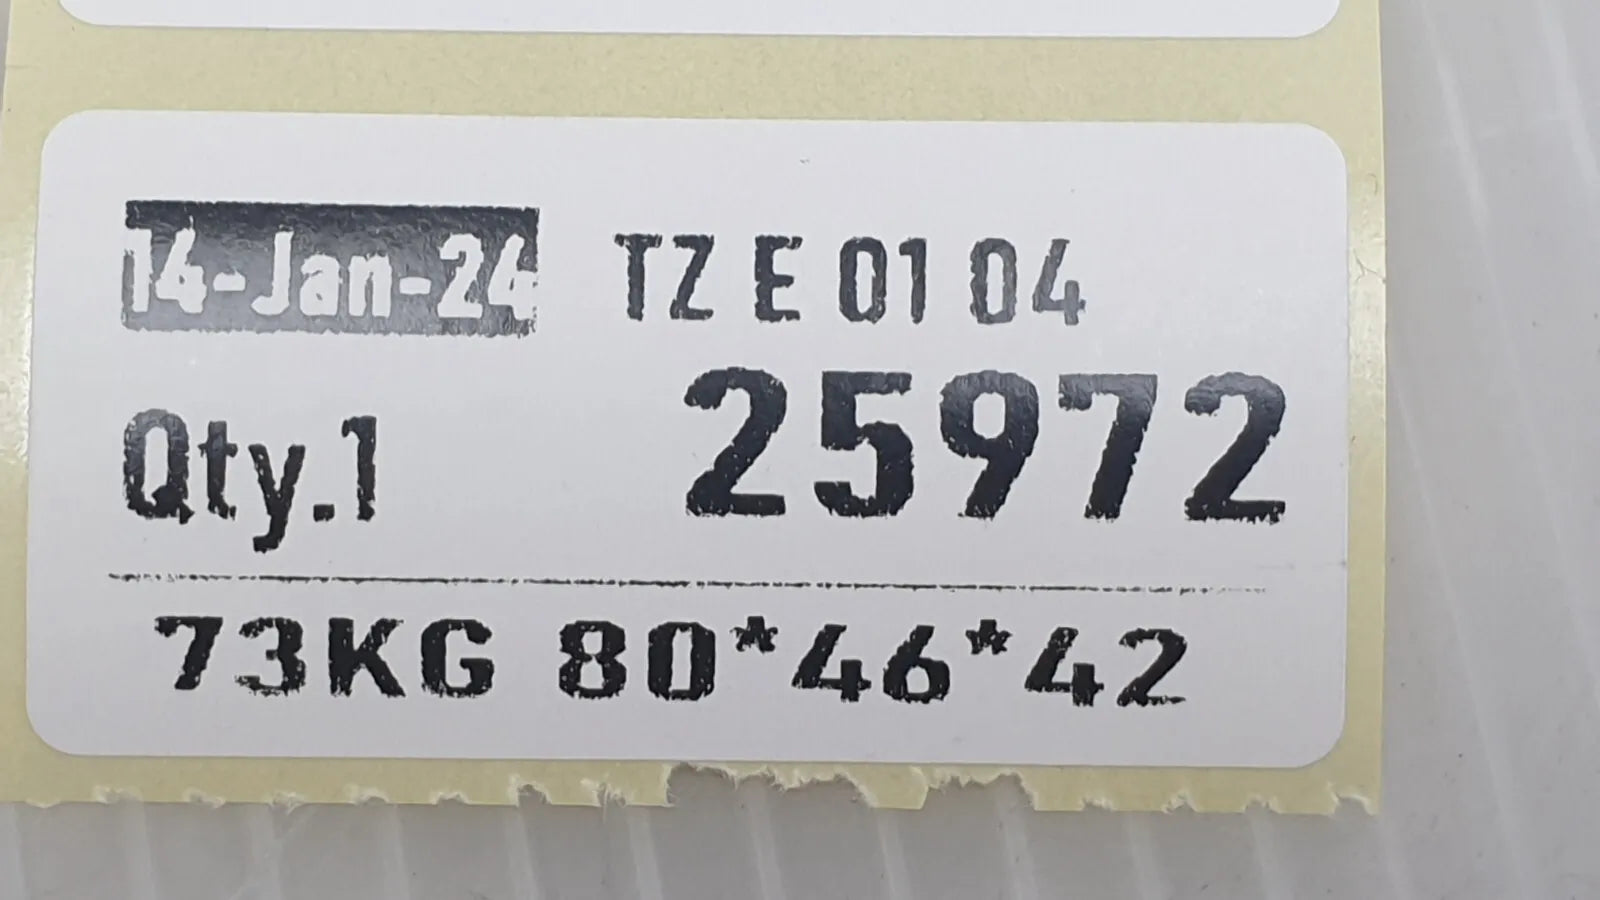 14-Jan-24 TZ E 01 04
Qty.1 25972
73KG 80*46*42